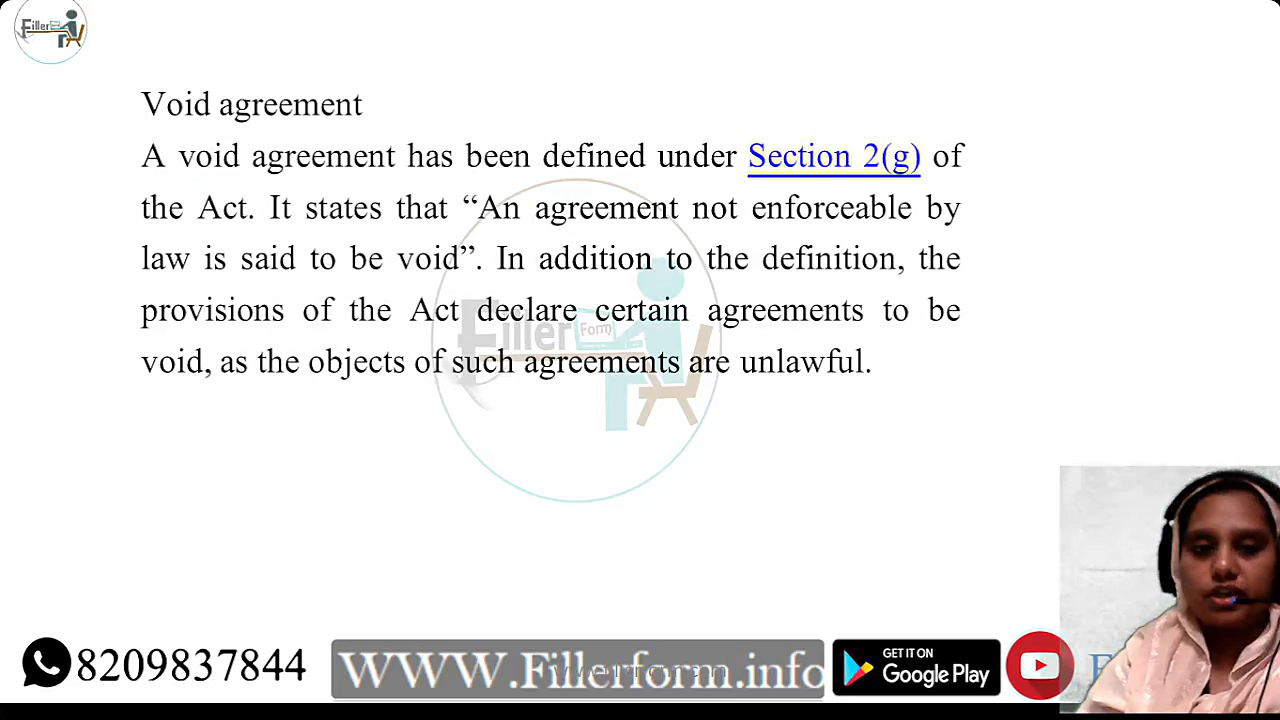 Filler
Void agreement
A void agreement has been defined under Section 2(g) of
the Act. It states that “An agreement not enforceable by
law is said to be void”. In addition to the definition, the
provisions of the Act declare certain agreements to be
void, as the objects of such agreements are unlawful.
Filler Form
8209837844
WWW.Fillerform.info
GET IT ON
Google Play